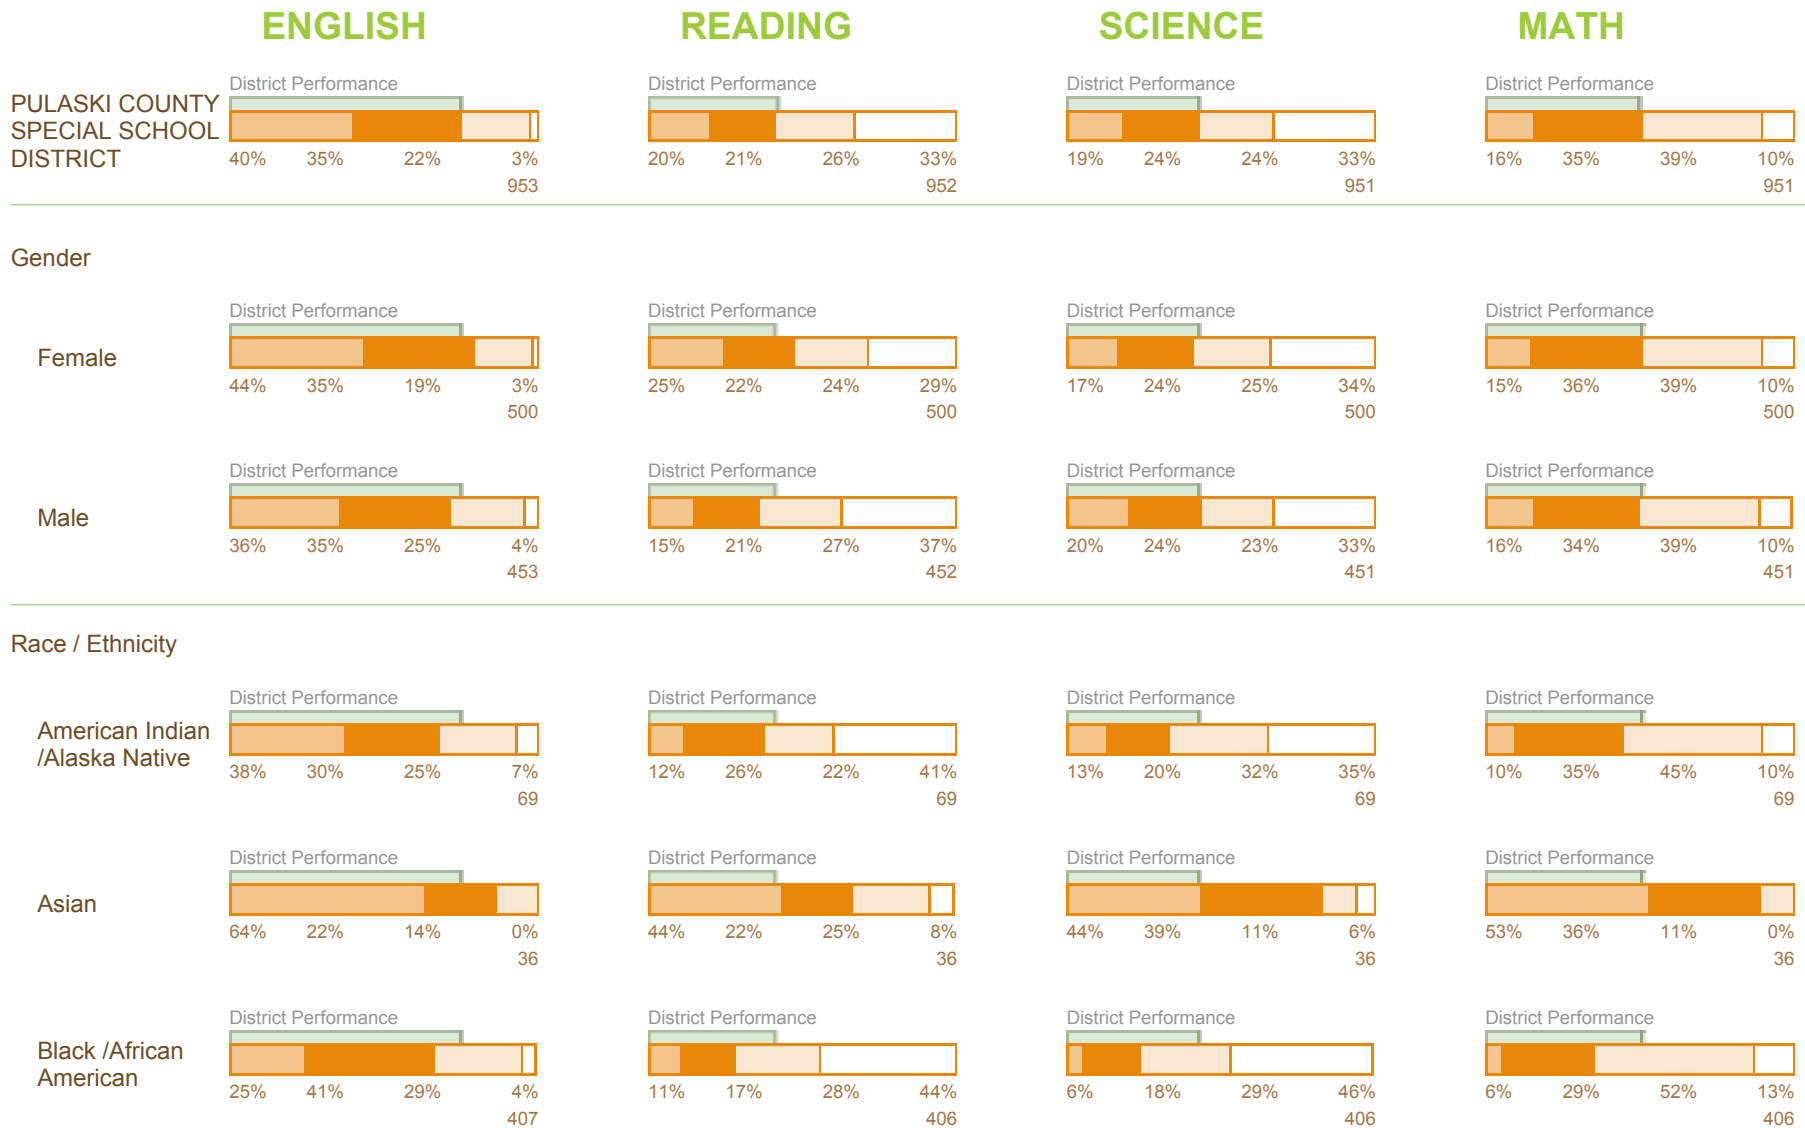 ENGLISH READING SCIENCE MATH
District Performance District Performance District Performance District Performance
PULASKI COUNTY
SPECIAL SCHOOL
DISTRICT
40% 35% 22% 3% 20% 21% 26% 33% 19% 24% 24% 33% 16% 35% 39% 10%
953 952 951 951
Gender
District Performance District Performance District Performance District Performance
Female
44% 35% 19% 3% 25% 22% 24% 29% 17% 24% 25% 34% 15% 36% 39% 10%
500 500 500 500
District Performance District Performance District Performance District Performance
Male
36% 35% 25% 4% 15% 21% 27% 37% 20% 24% 23% 33% 16% 34% 39% 10%
453 452 451 451
Race / Ethnicity
District Performance District Performance District Performance District Performance
American Indian
/Alaska Native
38% 30% 25% 7% 12% 26% 22% 41% 13% 20% 32% 35% 10% 35% 45% 10%
69 69 69 69
District Performance District Performance District Performance District Performance
Asian
64% 22% 14% 0% 44% 22% 25% 8% 44% 39% 11% 6% 53% 36% 11% 0%
36 36 36 36
District Performance District Performance District Performance District Performance
Black /African
American
25% 41% 29% 4% 11% 17% 28% 44% 6% 18% 29% 46% 6% 29% 52% 13%
407 406 406 406